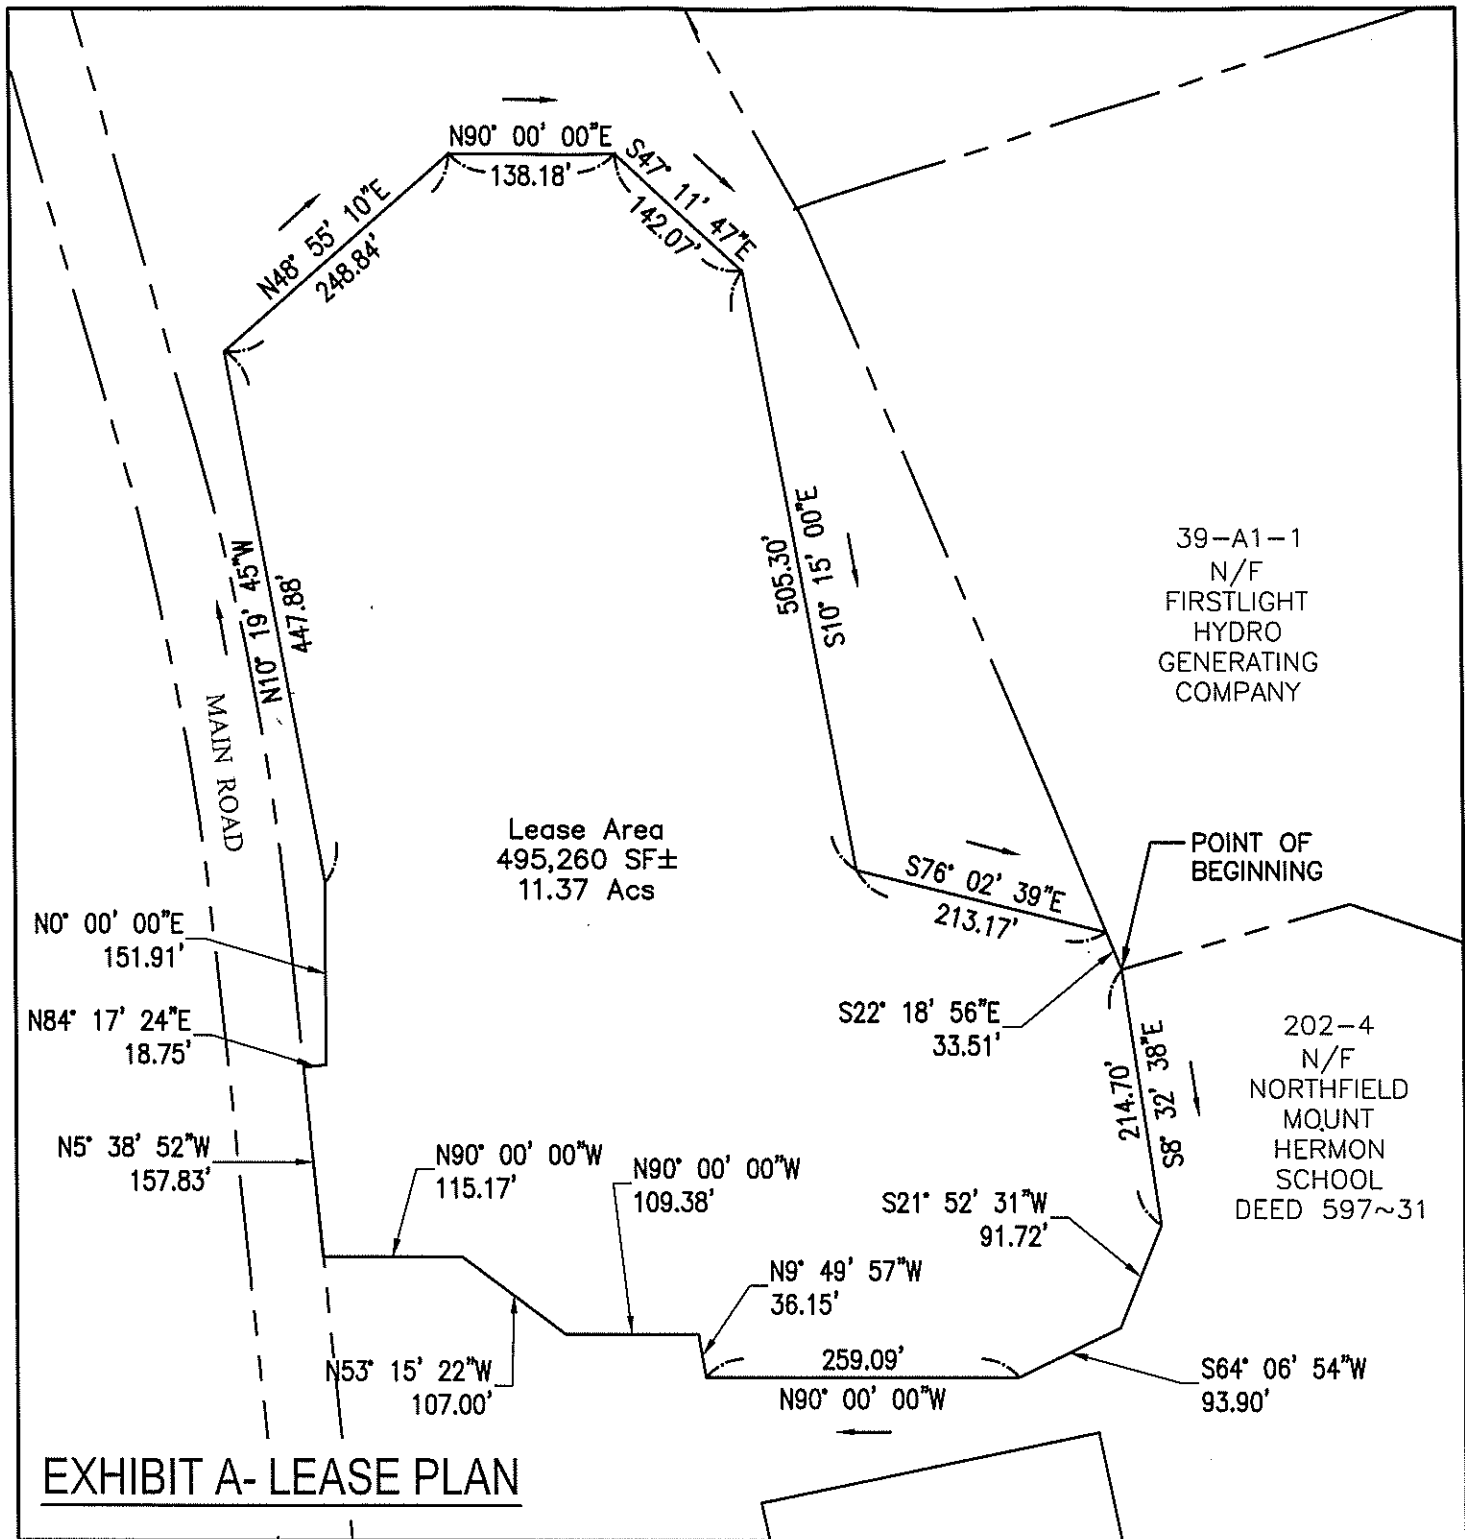 N90° 00' 00"E
138.18'
S47° 11' 47"E
142.07'
N48° 55' 10"E
248.84'
N10° 19' 45"W
447.88'
MAIN ROAD
505.30'
S10° 15' 00"E
39-A1-1
N/F
FIRSTLIGHT
HYDRO
GENERATING
COMPANY
Lease Area
495,260 SF±
11.37 Acs
POINT OF
BEGINNING
S76° 02' 39"E
213.17'
N0° 00' 00"E
151.91'
N84° 17' 24"E
18.75'
S22° 18' 56"E
33.51'
214.70'
S8° 32' 38"E
202-4
N/F
NORTHFIELD
MOUNT
HERMON
SCHOOL
DEED 597~31
N5° 38' 52"W
157.83'
N90° 00' 00"W
115.17'
N90° 00' 00"W
109.38'
S21° 52' 31"W
91.72'
N9° 49' 57"W
36.15'
N53° 15' 22"W
107.00'
259.09'
N90° 00' 00"W
S64° 06' 54"W
93.90'
EXHIBIT A- LEASE PLAN